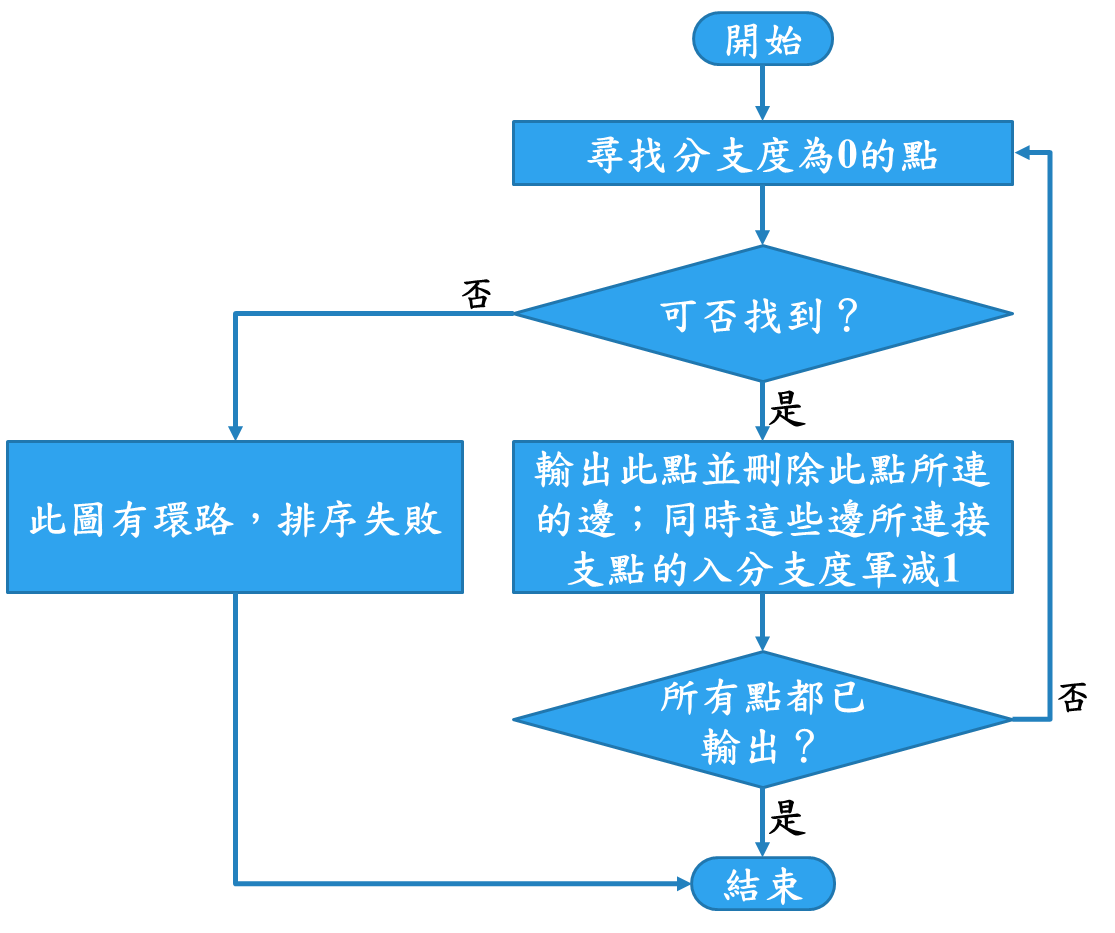 開始
尋找分支度為0的點
可否找到？
否
是
此圖有環路，排序失敗
輸出此點並刪除此點所連
的邊；同時這些邊所連接
支點的入分支度軍減1
所有點都已
輸出？
否
是
結束